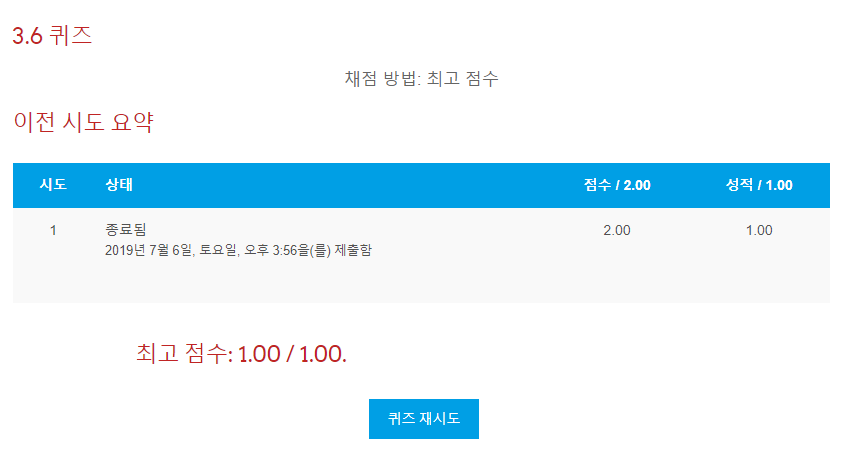 3.6 퀴즈
채점 방법: 최고 점수
이전 시도 요약
시도 상태 점수 / 2.00 성적 / 1.00
1 종료됨 2.00 1.00
2019년 7월 6일, 토요일, 오후 3:56을(를) 제출함
최고 점수: 1.00 / 1.00.
퀴즈 재시도